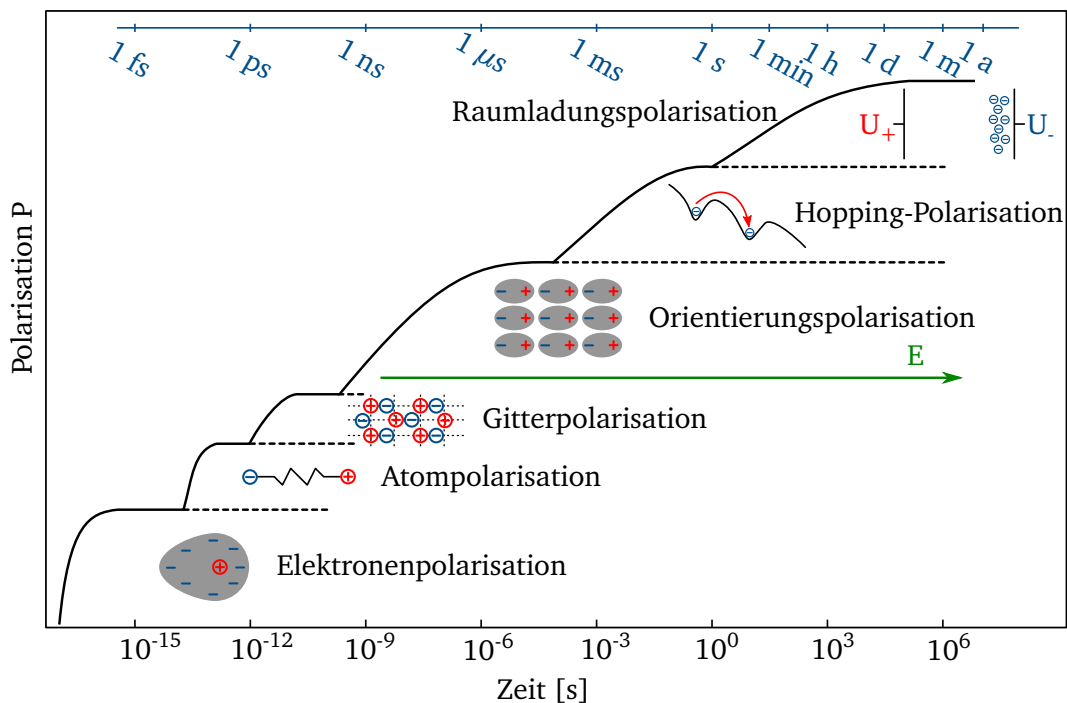 1 fs 1 ps 1 ns 1 μs 1 ms 1 s 1 min 1 h 1 d 1 m 1 a
Raumladungspolarisation
U+ U-
Hopping-Polarisation
Orientierungspolarisation
E
Gitterpolarisation
Atompolarisation
Elektronenpolarisation
Polarisation P
10-15 10-12 10-9 10-6 10-3 100 103 106
Zeit [s]